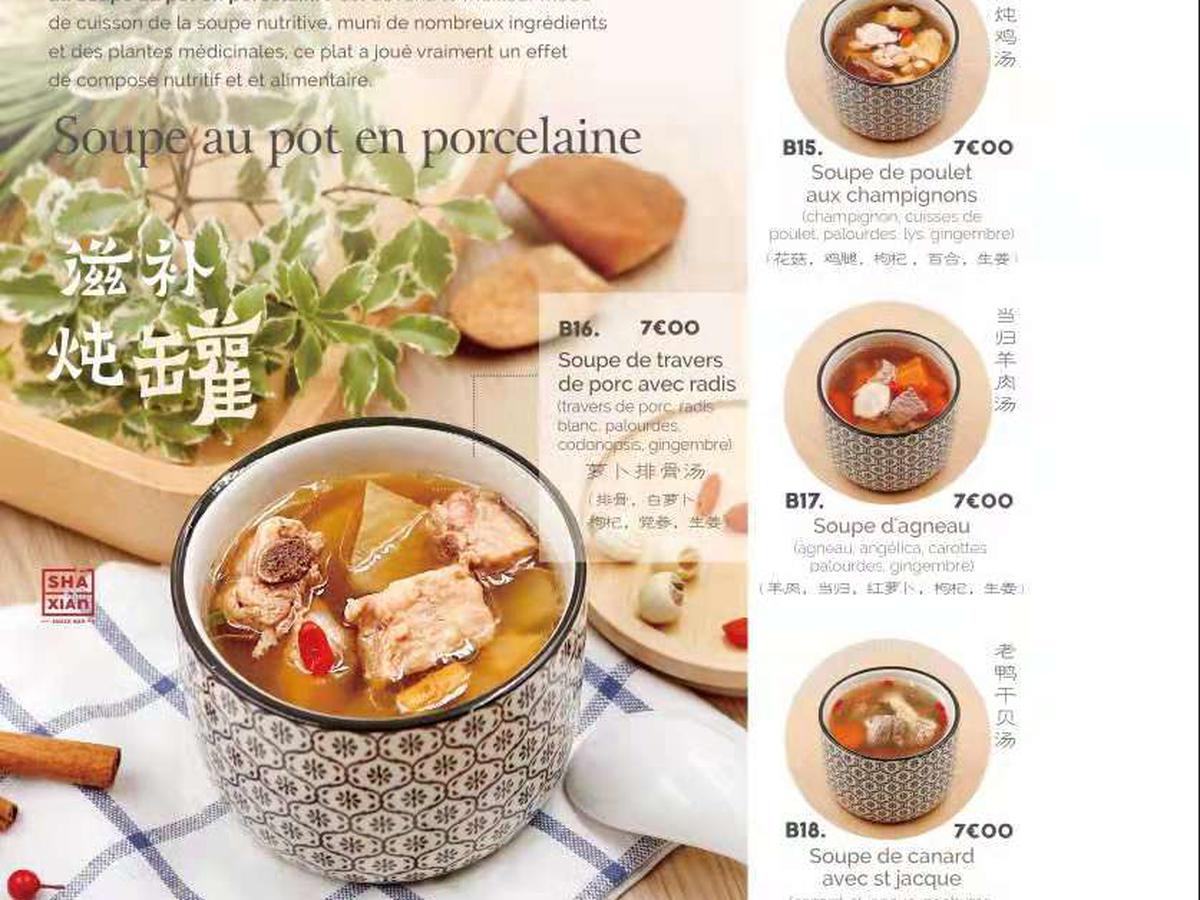 de cuisson de la soupe nutritive, muni de nombreux ingrédients
et des plantes médicinales, ce plat a joué vraiment un effet
de composé nutritif et et alimentaire.
Soupe au pot en porcelaine
滋补
炖罐
SHA
XIAN
B16. 7€00
Soupe de travers
de porc avec radis
(travers de porc, radis
blanc, palourdes,
codonopsis, gingembre)
萝卜排骨汤
(排骨，白萝卜
枸杞，党参，生姜
炖鸡汤
B15. 7€00
Soupe de poulet
aux champignons
(champignon, cuisses de
poulet, palourdes, lys, gingembre)
(花菇，鸡腿，枸杞，百合，生姜)
当归羊肉汤
B17. 7€00
Soupe d'agneau
(agneau, angélica, carottes
palourdes, gingembre)
(羊肉，当归，红萝卜，枸杞，生姜)
老鸭干贝汤
B18. 7€00
Soupe de canard
avec st jacque